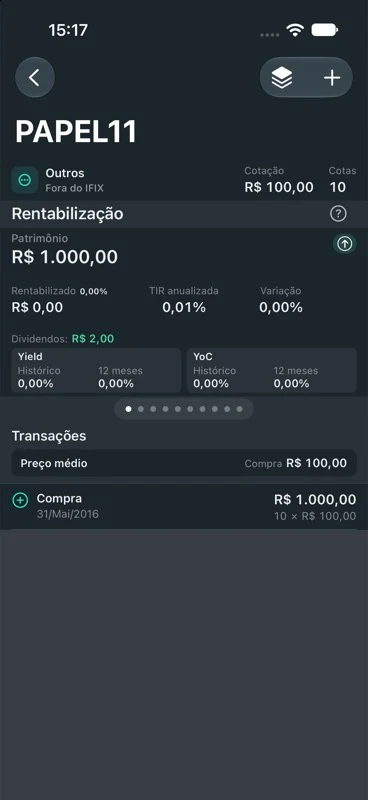 15:17
PAPEL11
Outros
Fora do IFIX
Cotação
R$ 100,00
Cotas
10
Rentabilização
?
Patrimônio
R$ 1.000,00
Rentabilizado 0,00%
R$ 0,00
TIR anualizada
0,01%
Variação
0,00%
Dividendos: R$ 2,00
Yield
Histórico
0,00%
12 meses
0,00%
YoC
Histórico
0,00%
12 meses
0,00%
Transações
Preço médio
Compra R$ 100,00
Compra
31/Mai/2016
R$ 1.000,00
10 × R$ 100,00